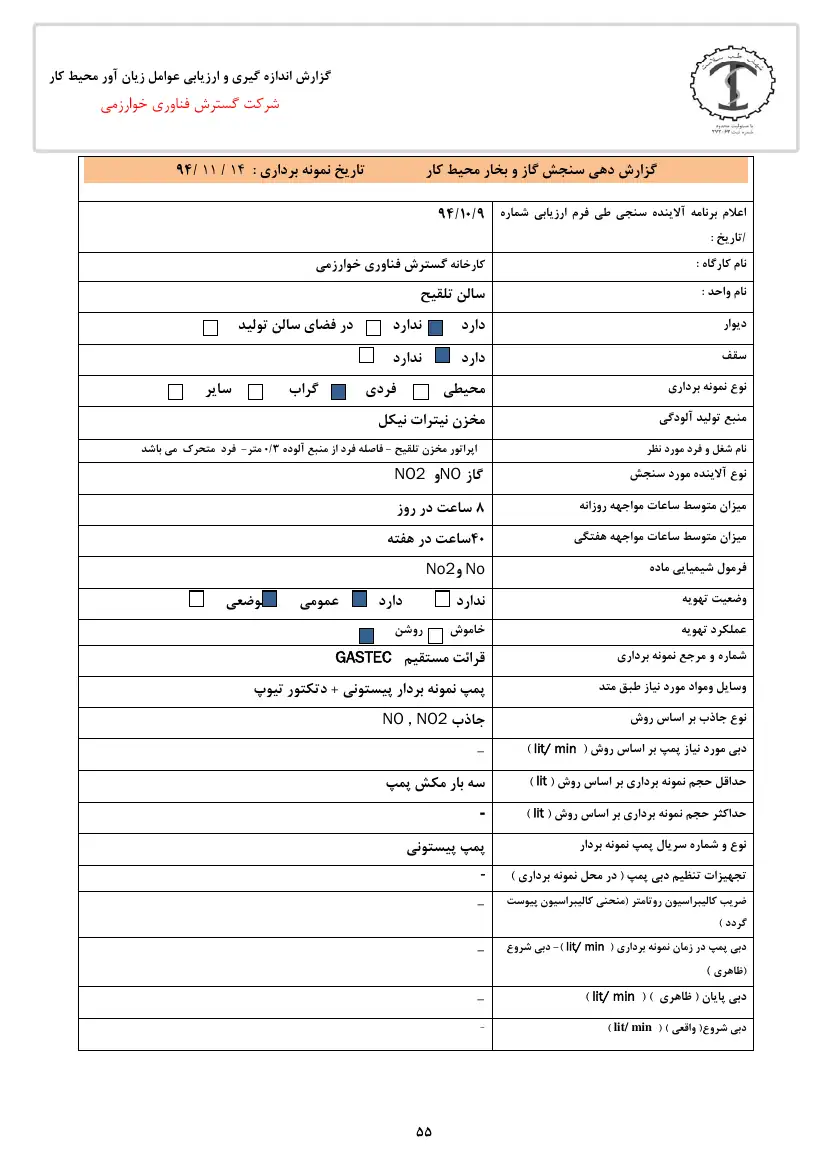 گزارش اندازه گیری و ارزیابی عوامل زیان آور محیط کار
شرکت گسترش فناوری خوارزمی
با مسئولیت محدود
گزارش دهی سنجش گاز و بخار محیط کار تاریخ نمونه برداری : ۱۴ / ۱۱ /۹۴
اعلام برنامه آلاینده سنجی طی فرم ارزیابی شماره ۹۴/۱۰/۹
/تاریخ :
نام کارگاه : کارخانه گسترش فناوری خوارزمی
نام واحد : سالن تلقیح
دیوار دارد ندارد در فضای سالن تولید
سقف دارد ندارد
نوع نمونه برداری محیطی فردی گراب سایر
منبع تولید آلودگی مخزن نیترات نیکل
نام شغل و فرد مورد نظر اپراتور مخزن تلقیح – فاصله فرد از منبع آلوده ۰/۳ متر– فرد متحرک می باشد
نوع آلاینده مورد سنجش گاز NOو NO2
میزان متوسط ساعات مواجهه روزانه ۸ ساعت در روز
میزان متوسط ساعات مواجهه هفتگی ۴۰ساعت در هفته
فرمول شیمیایی ماده No وNo2
وضعیت تهویه ندارد دارد عمومی موضعی
عملکرد تهویه خاموش روشن
شماره و مرجع نمونه برداری قرائت مستقیم GASTEC
وسایل ومواد مورد نیاز طبق متد پمپ نمونه بردار پیستونی + دتکتور تیوپ
نوع جاذب بر اساس روش جاذب NO , NO2
دبی مورد نیاز پمپ بر اساس روش ( lit/ min ) –
حداقل حجم نمونه برداری بر اساس روش ( lit ) سه بار مکش پمپ
حداکثر حجم نمونه برداری بر اساس روش ( lit ) -
نوع و شماره سریال پمپ نمونه بردار پمپ پیستونی
تجهیزات تنظیم دبی پمپ ( در محل نمونه برداری ) -
ضریب کالیبراسیون روتامتر (منحنی کالیبراسیون پیوست –
گردد )
دبی پمپ در زمان نمونه برداری ( lit/ min )– دبی شروع –
(ظاهری )
دبی پایان ( ظاهری ) ( lit/ min ) –
دبی شروع( واقعی ) ( lit/ min ) -
۵۵